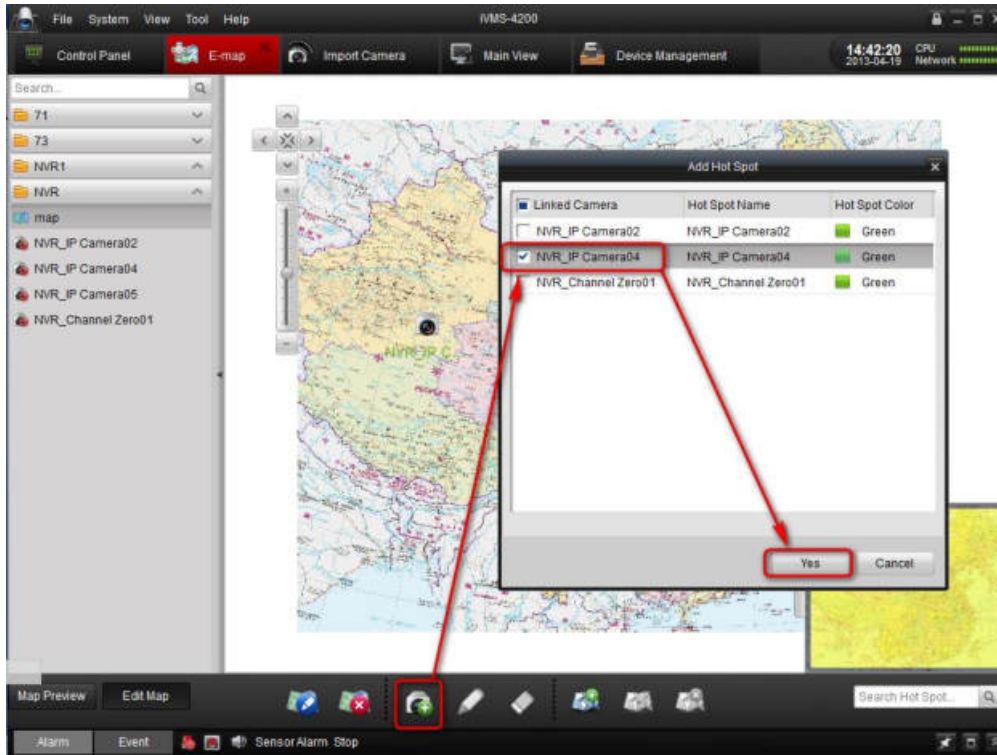 File System View Tool Help iVMS-4200
Control Panel E-map Import Camera Main View Device Management 14:42:20 CPU
2013-04-19 Network
Search...
71
73
NVR1
NVR
map
NVR_IP Camera02
NVR_IP Camera04
NVR_IP Camera05
NVR_Channel Zero01
NVR_IP C...
Add Hot Spot
Linked Camera Hot Spot Name Hot Spot Color
NVR_IP Camera02 NVR_IP Camera02 Green
NVR_IP Camera04 NVR_IP Camera04 Green
NVR_Channel Zero01 NVR_Channel Zero01 Green
Yes Cancel
Map Preview Edit Map Search Hot Spot...
Alarm Event Sensor Alarm Stop